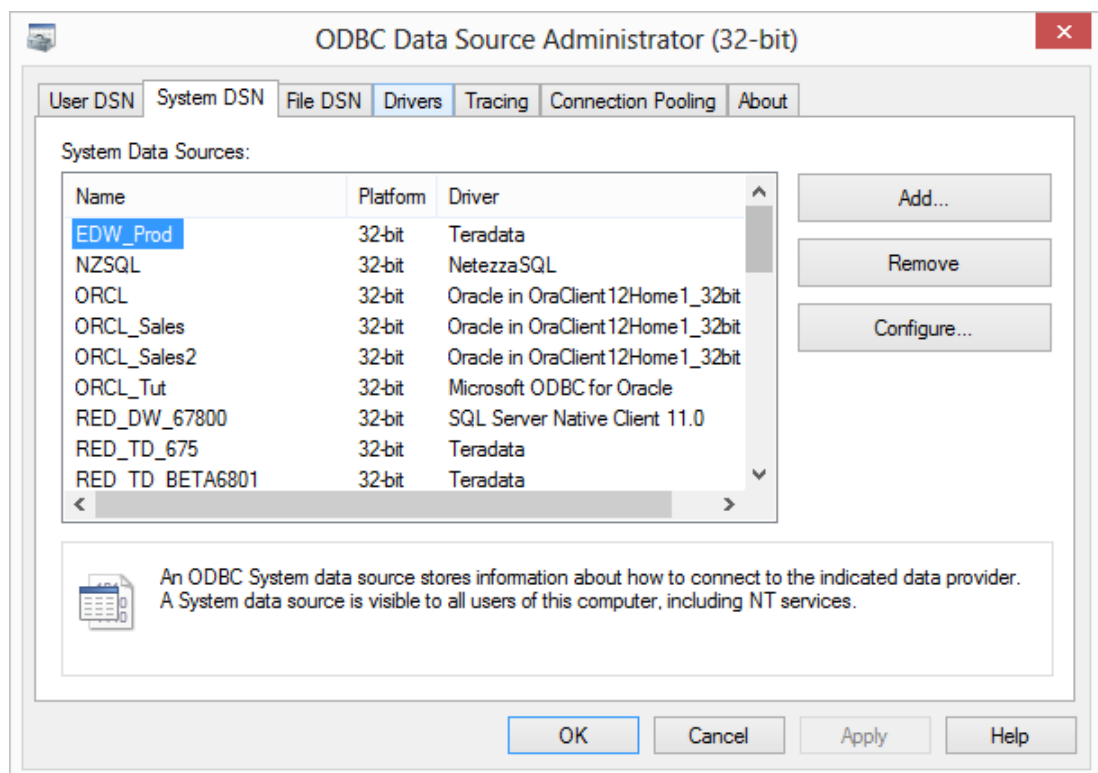 ODBC Data Source Administrator (32-bit)
User DSN System DSN File DSN Drivers Tracing Connection Pooling About
System Data Sources:
Name Platform Driver
EDW_Prod 32-bit Teradata
NZSQL 32-bit NetezzaSQL
ORCL 32-bit Oracle in OraClient12Home1_32bit
ORCL_Sales 32-bit Oracle in OraClient12Home1_32bit
ORCL_Sales2 32-bit Oracle in OraClient12Home1_32bit
ORCL_Tut 32-bit Microsoft ODBC for Oracle
RED_DW_67800 32-bit SQL Server Native Client 11.0
RED_TD_675 32-bit Teradata
RED_TD_BETA6801 32-bit Teradata
Add...
Remove
Configure...
An ODBC System data source stores information about how to connect to the indicated data provider.
A System data source is visible to all users of this computer, including NT services.
OK Cancel Apply Help